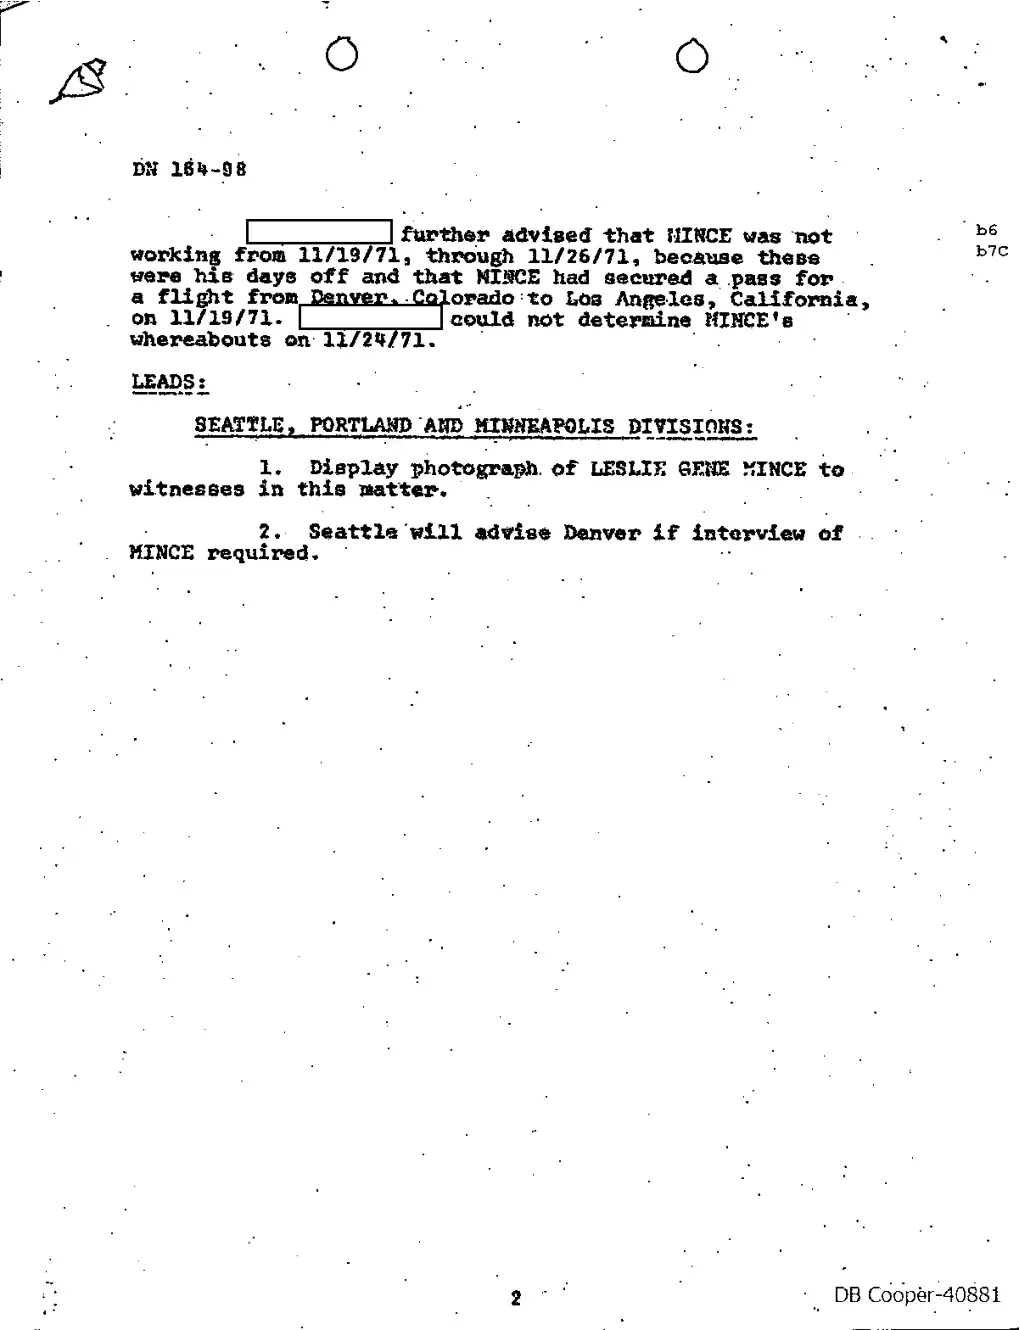 DN 164-98
further advised that MINCE was not
b6
working from 11/19/71, through 11/26/71, because these
b7C
were his days off and that MINCE had secured a pass for
a flight from Denver, Colorado to Los Angeles, California,
on 11/19/71. could not determine MINCE's
whereabouts on 11/24/71.
LEADS:
SEATTLE, PORTLAND AND MINNEAPOLIS DIVISIONS:
1. Display photograph of LESLIE GENE MINCE to
witnesses in this matter.
2. Seattle will advise Denver if interview of
MINCE required.
2
DB Cooper-40881